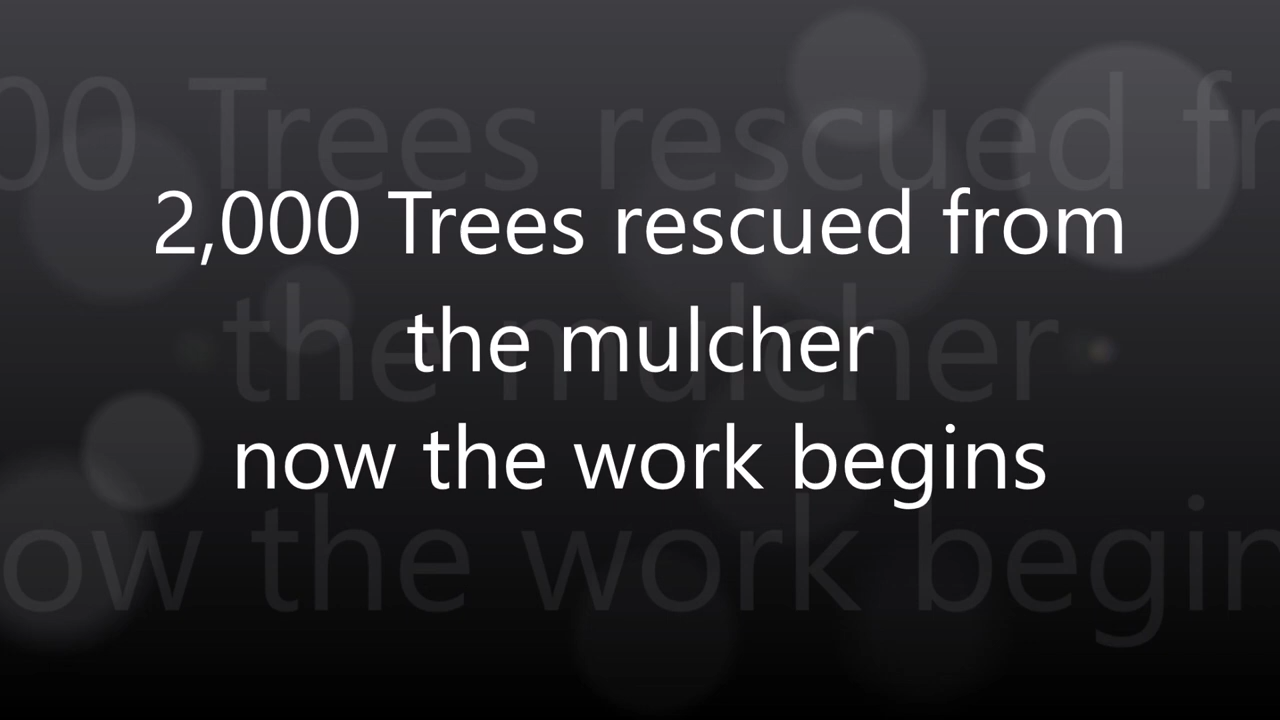 2,000 Trees rescued from
the mulcher
now the work begins